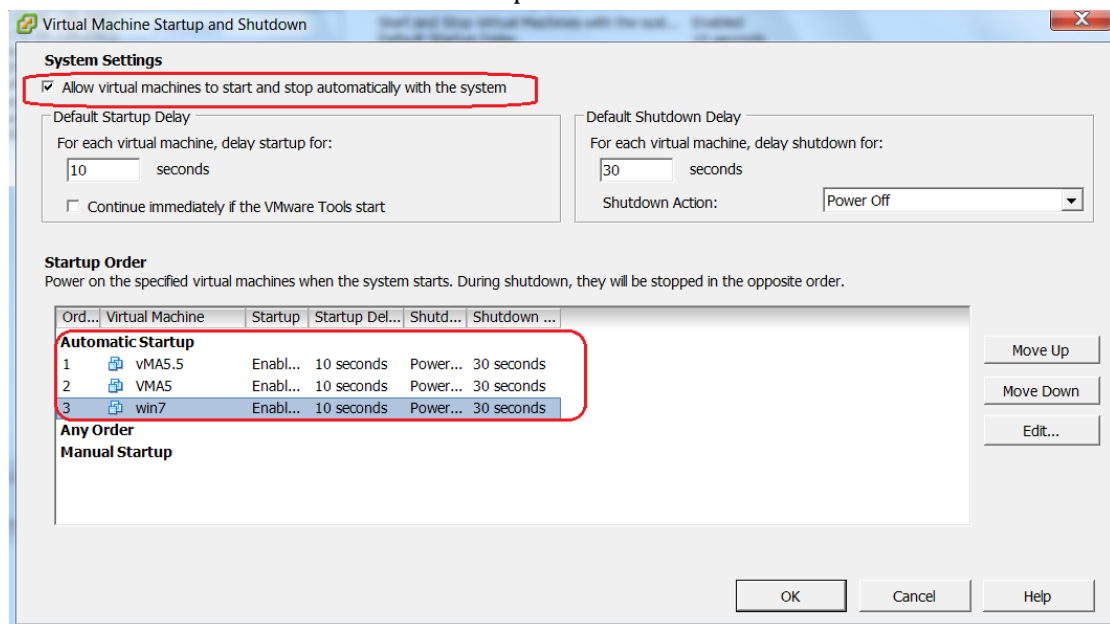 Virtual Machine Startup and Shutdown
System Settings
Allow virtual machines to start and stop automatically with the system
Default Startup Delay
For each virtual machine, delay startup for:
10 seconds
Continue immediately if the VMware Tools start
Default Shutdown Delay
For each virtual machine, delay shutdown for:
30 seconds
Shutdown Action: Power Off
Startup Order
Power on the specified virtual machines when the system starts. During shutdown, they will be stopped in the opposite order.
Ord... Virtual Machine Startup Startup Del... Shutd... Shutdown ...
Automatic Startup
1 vMA5.5 Enabl... 10 seconds Power... 30 seconds
2 VMA5 Enabl... 10 seconds Power... 30 seconds
3 win7 Enabl... 10 seconds Power... 30 seconds
Any Order
Manual Startup
Move Up
Move Down
Edit...
OK Cancel Help